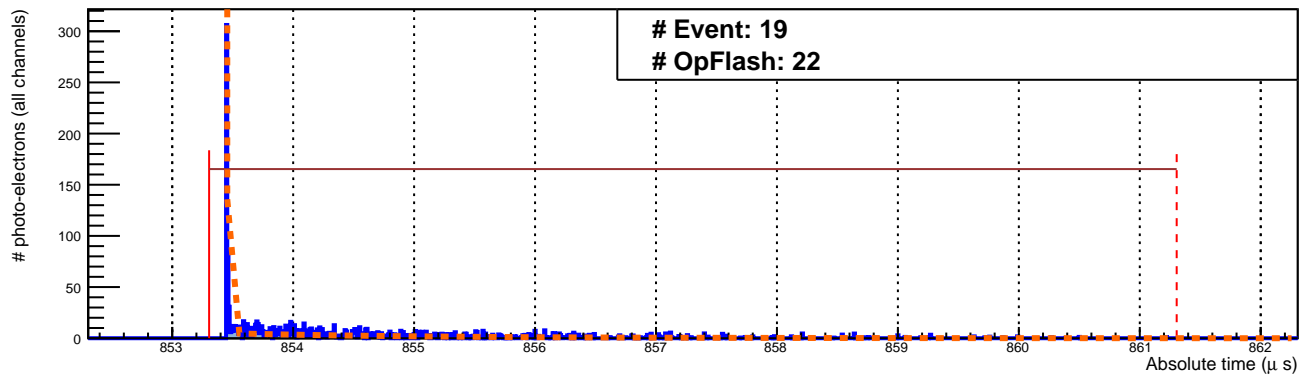 # Event: 19
# OpFlash: 22
# photo-electrons (all channels)
300
250
200
150
100
50
0
853 854 855 856 857 858 859 860 861 862
Absolute time (μ s)